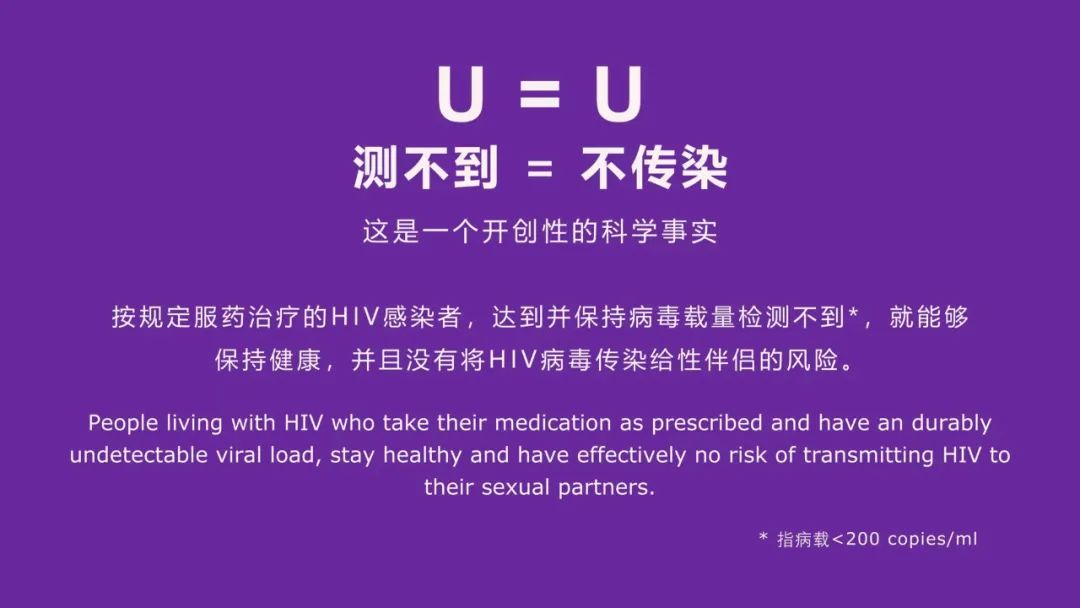 U = U
测不到 = 不传染
这是一个开创性的科学事实
按规定服药治疗的HIV感染者，达到并保持病毒载量检测不到*，就能够
保持健康，并且没有将HIV病毒传染给性伴侣的风险。
People living with HIV who take their medication as prescribed and have an durably
undetectable viral load, stay healthy and have effectively no risk of transmitting HIV to
their sexual partners.
* 指病载<200 copies/ml